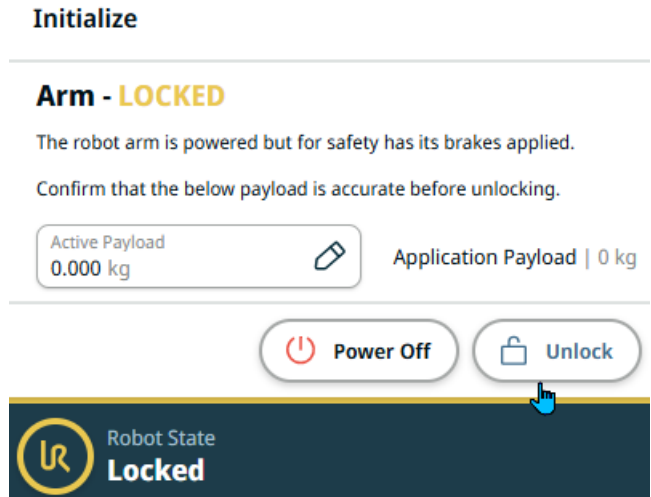 Initialize
Arm - LOCKED
The robot arm is powered but for safety has its brakes applied.
Confirm that the below payload is accurate before unlocking.
Active Payload
0.000 kg
Application Payload | 0 kg
Power Off
Unlock
UR
Robot State
Locked